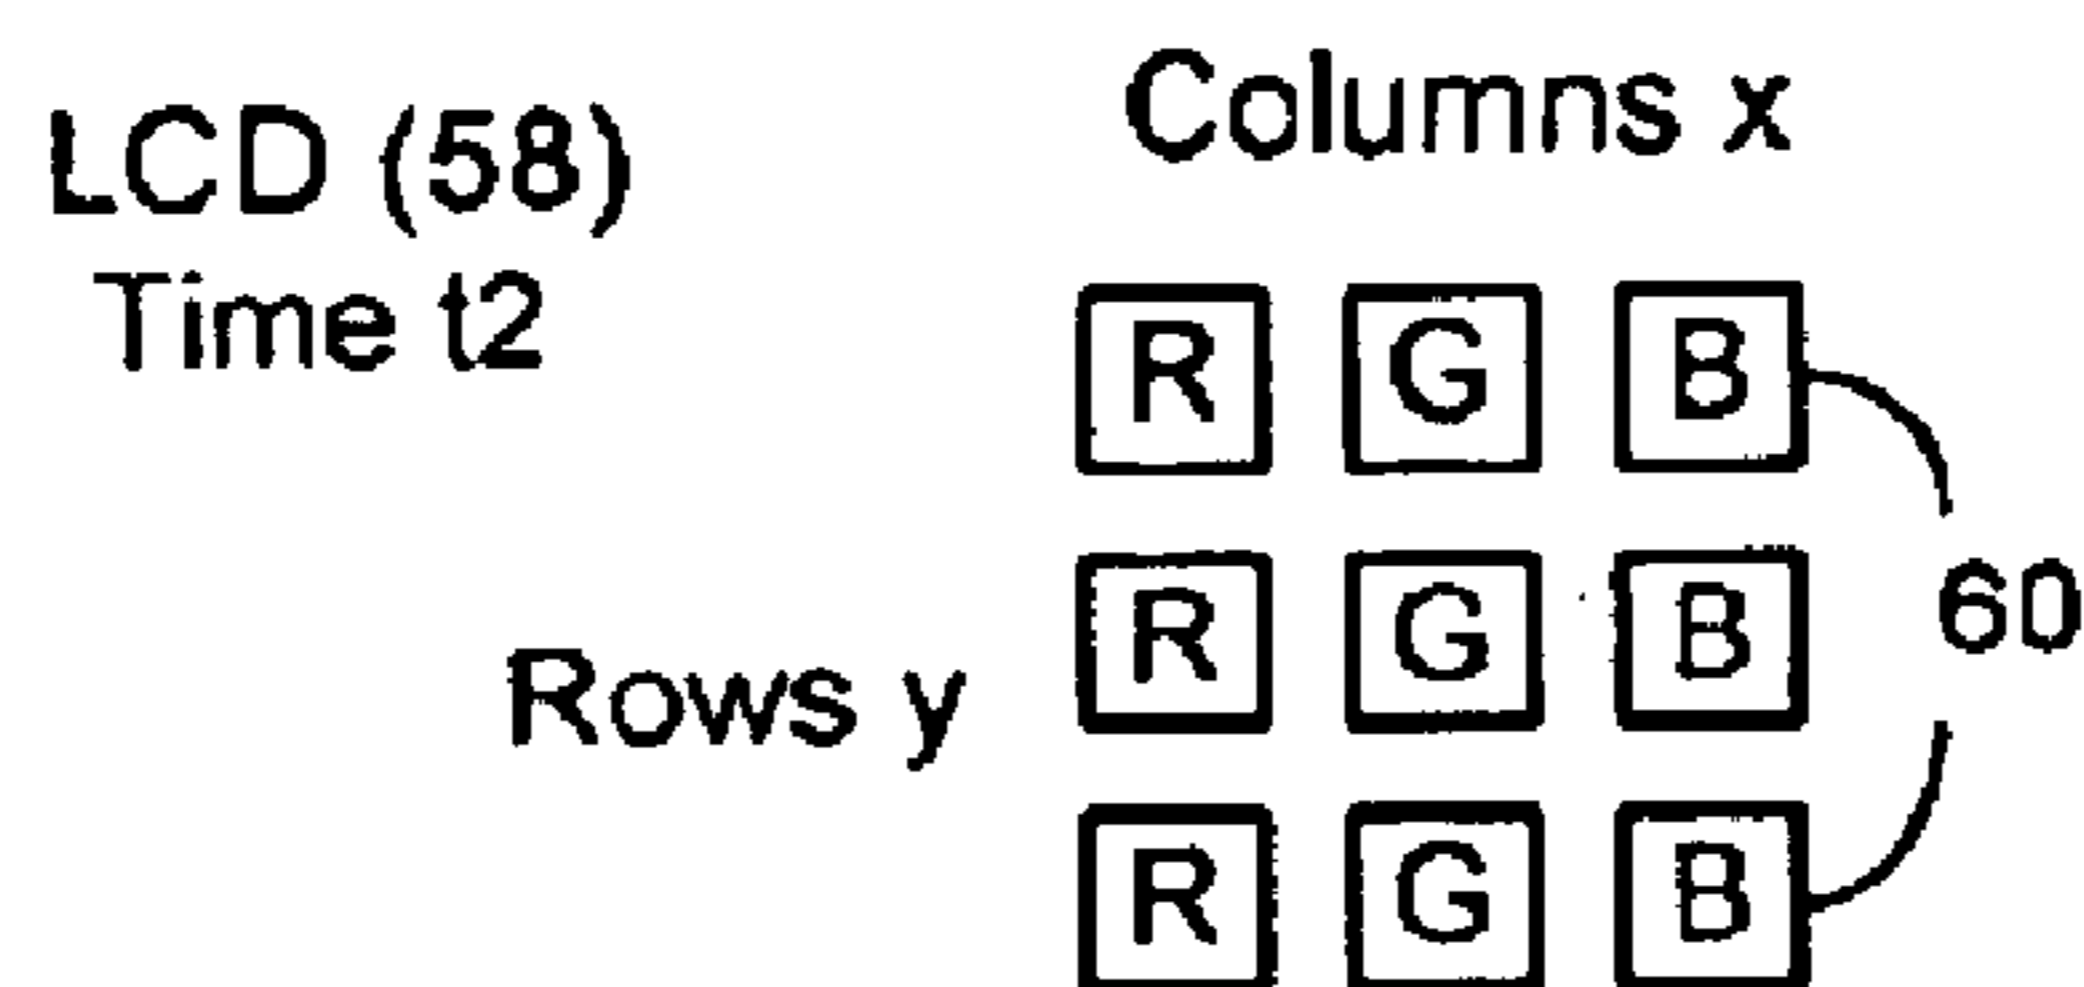 LCD (58)
Time t2
Columns x
R G B
Rows y
R G B
60
R G B